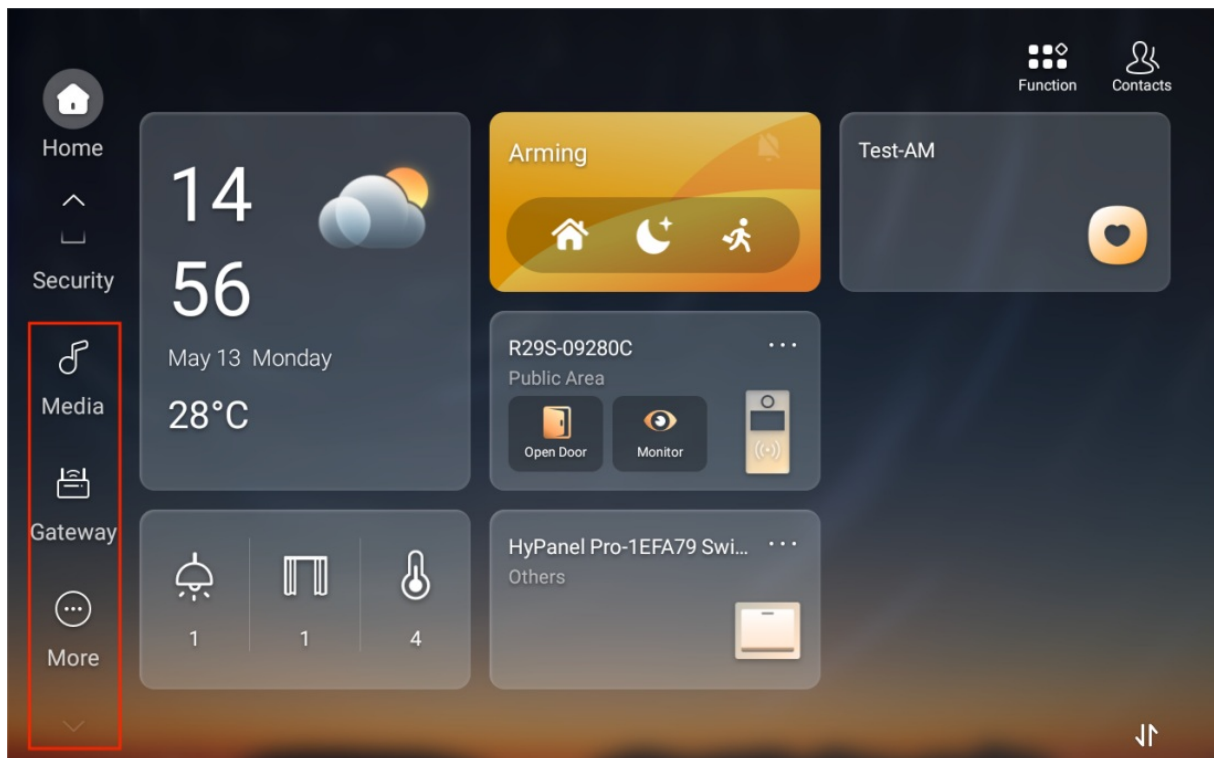 Function
Contacts
Home
Security
Media
Gateway
More
14
56
May 13 Monday
28°C
1
1
4
Arming
R29S-09280C
Public Area
Open Door
Monitor
HyPanel Pro-1EFA79 Swi...
Others
Test-AM